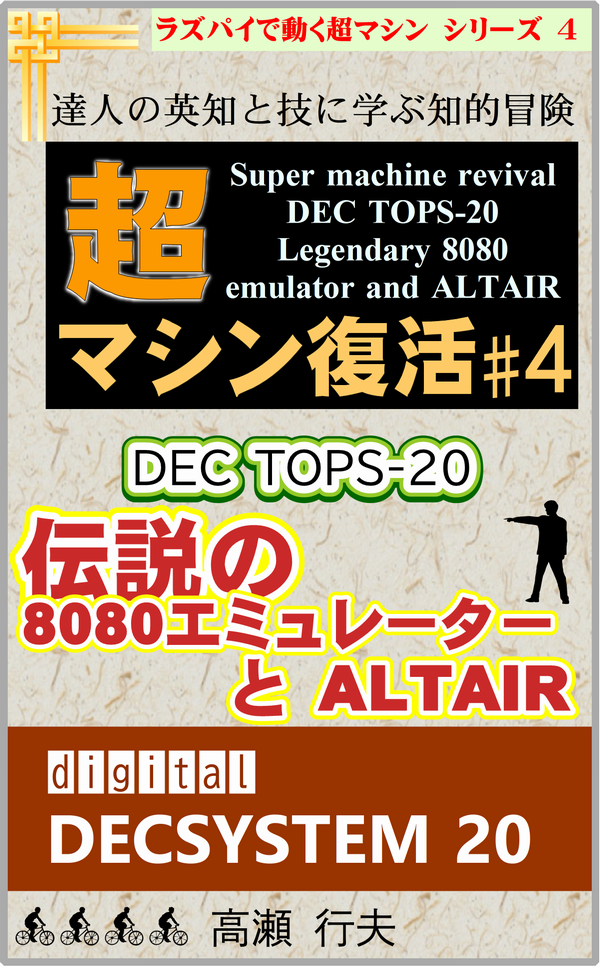 ラズパイで動く超マシン シリーズ 4
達人の英知と技に学ぶ知的冒険
超
Super machine revival
DEC TOPS-20
Legendary 8080
emulator and ALTAIR
マシン復活#4
DEC TOPS-20
伝説の
8080エミュレーター
と ALTAIR
digital
DECSYSTEM 20
高瀬 行夫